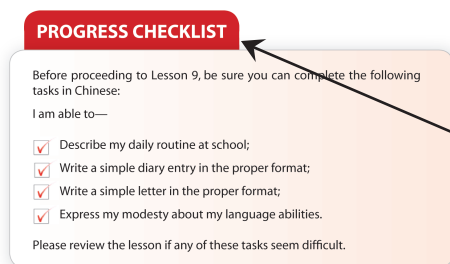 PROGRESS CHECKLIST
Before proceeding to Lesson 9, be sure you can complete the following
tasks in Chinese:
I am able to—
Describe my daily routine at school;
Write a simple diary entry in the proper format;
Write a simple letter in the proper format;
Express my modesty about my language abilities.
Please review the lesson if any of these tasks seem difficult.